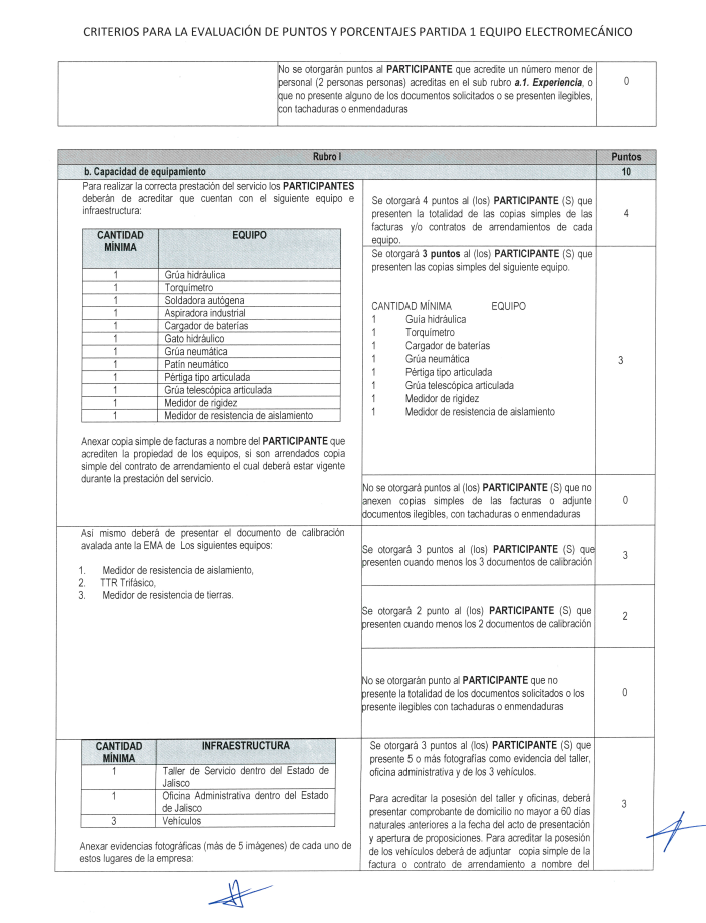 CRITERIOS PARA LA EVALUACIÓN DE PUNTOS Y PORCENTAJES PARTIDA 1 EQUIPO ELECTROMECÁNICO
No se otorgarán puntos al PARTICIPANTE que acredite un número menor de
personal (2 personas personas) acreditas en el sub rubro a.1. Experiencia, o
que no presente alguno de los documentos solicitados o se presenten ilegibles,
con tachaduras o enmendaduras
0
Rubro I
Puntos
b. Capacidad de equipamiento
10
Para realizar la correcta prestación del servicio los PARTICIPANTES
deberán de acreditar que cuentan con el siguiente equipo e
infraestructura:
CANTIDAD
MÍNIMA
EQUIPO
1 Grúa hidráulica
1 Torquímetro
1 Soldadora autógena
1 Aspiradora industrial
1 Cargador de baterías
1 Gato hidráulico
1 Grúa neumática
1 Patín neumático
1 Pértiga tipo articulada
1 Grúa telescópica articulada
1 Medidor de rigidez
1 Medidor de resistencia de aislamiento
Anexar copia simple de facturas a nombre del PARTICIPANTE que
acrediten la propiedad de los equipos, si son arrendados copia
simple del contrato de arrendamiento el cual deberá estar vigente
durante la prestación del servicio.
Se otorgará 4 puntos al (los) PARTICIPANTE (S) que
presenten la totalidad de las copias simples de las
facturas y/o contratos de arrendamientos de cada
equipo.
4
Se otorgará 3 puntos al (los) PARTICIPANTE (S) que
presenten las copias simples del siguiente equipo.
CANTIDAD MÍNIMA EQUIPO
1 Guía hidráulica
1 Torquímetro
1 Cargador de baterías
1 Grúa neumática
1 Pértiga tipo articulada
1 Grúa telescópica articulada
1 Medidor de rigidez
1 Medidor de resistencia de aislamiento
3
No se otorgará puntos al (los) PARTICIPANTE (S) que no
anexen copias simples de las facturas o adjunte
documentos ilegibles, con tachaduras o enmendaduras
0
Así mismo deberá de presentar el documento de calibración
avalada ante la EMA de Los siguientes equipos:
1. Medidor de resistencia de aislamiento,
2. TTR Trifásico,
3. Medidor de resistencia de tierras.
Se otorgará 3 puntos al (los) PARTICIPANTE (S) que
presenten cuando menos los 3 documentos de calibración
3
Se otorgará 2 punto al (los) PARTICIPANTE (S) que
presenten cuando menos los 2 documentos de calibración
2
No se otorgarán punto al PARTICIPANTE que no
presente la totalidad de los documentos solicitados o los
presente ilegibles con tachaduras o enmendaduras
0
CANTIDAD
MÍNIMA
INFRAESTRUCTURA
1 Taller de Servicio dentro del Estado de
Jalisco
1 Oficina Administrativa dentro del Estado
de Jalisco
3 Vehículos
Anexar evidencias fotográficas (más de 5 imágenes) de cada uno de
estos lugares de la empresa:
Se otorgará 3 puntos al (los) PARTICIPANTE (S) que
presente 5 o más fotografías como evidencia del taller,
oficina administrativa y de los 3 vehículos.
Para acreditar la posesión del taller y oficinas, deberá
presentar comprobante de domicilio no mayor a 60 días
naturales anteriores a la fecha del acto de presentación
y apertura de proposiciones. Para acreditar la posesión
de los vehículos deberá de adjuntar copia simple de la
factura o contrato de arrendamiento a nombre del
3